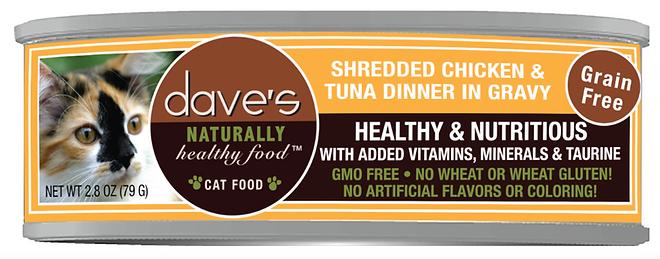 dave's
NATURALLY
healthy food™
CAT FOOD
NET WT 2.8 OZ (79 G)
SHREDDED CHICKEN &
TUNA DINNER IN GRAVY
Grain
Free
HEALTHY & NUTRITIOUS
WITH ADDED VITAMINS, MINERALS & TAURINE
GMO FREE • NO WHEAT OR WHEAT GLUTEN!
NO ARTIFICIAL FLAVORS OR COLORING!